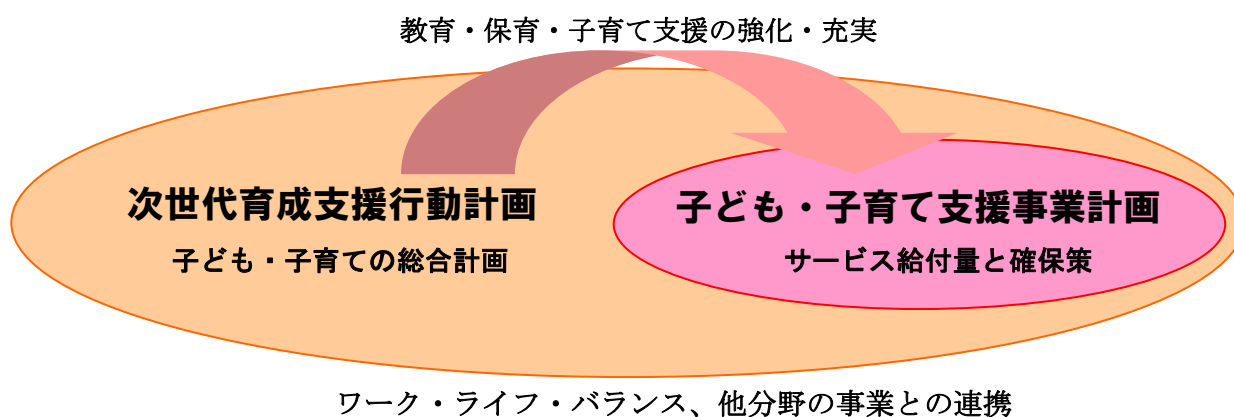 教育・保育・子育て支援の強化・充実
次世代育成支援行動計画
子ども・子育ての総合計画
子ども・子育て支援事業計画
サービス給付量と確保策
ワーク・ライフ・バランス、他分野の事業との連携